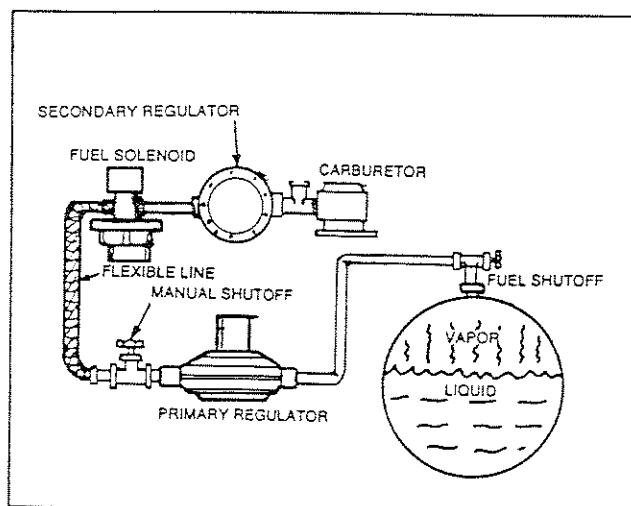 SECONDARY REGULATOR
FUEL SOLENOID
CARBURETOR
FLEXIBLE LINE
MANUAL SHUTOFF
FUEL SHUTOFF
VAPOR
LIQUID
PRIMARY REGULATOR